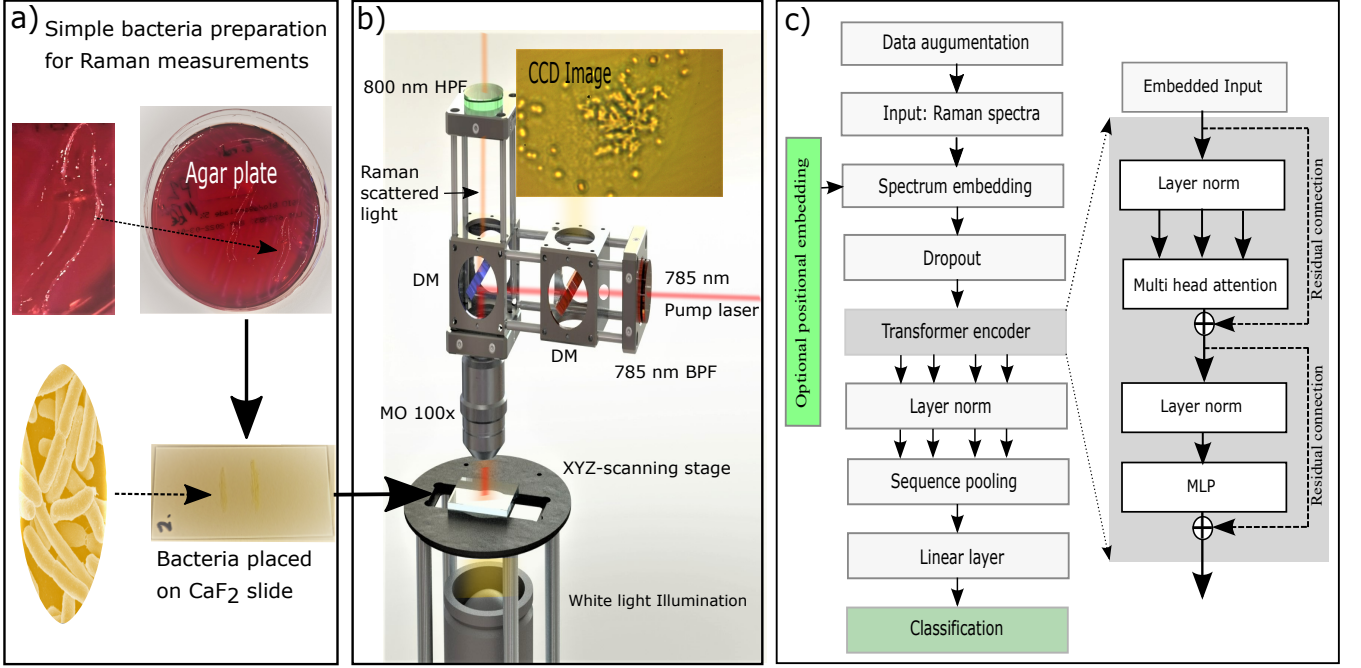 a)
Simple bacteria preparation
for Raman measurements
Agar plate
2.
Bacteria placed
on CaF2 slide
b)
800 nm HPF
CCD Image
Raman
scattered
light
DM
785 nm
Pump laser
DM
785 nm BPF
MO 100x
XYZ-scanning stage
White light Illumination
c)
Data augumentation
Input: Raman spectra
Optional positional embedding
Spectrum embedding
Dropout
Transformer encoder
Layer norm
Sequence pooling
Linear layer
Classification
Embedded Input
Layer norm
Multi head attention
Residual connection
Layer norm
MLP
Residual connection